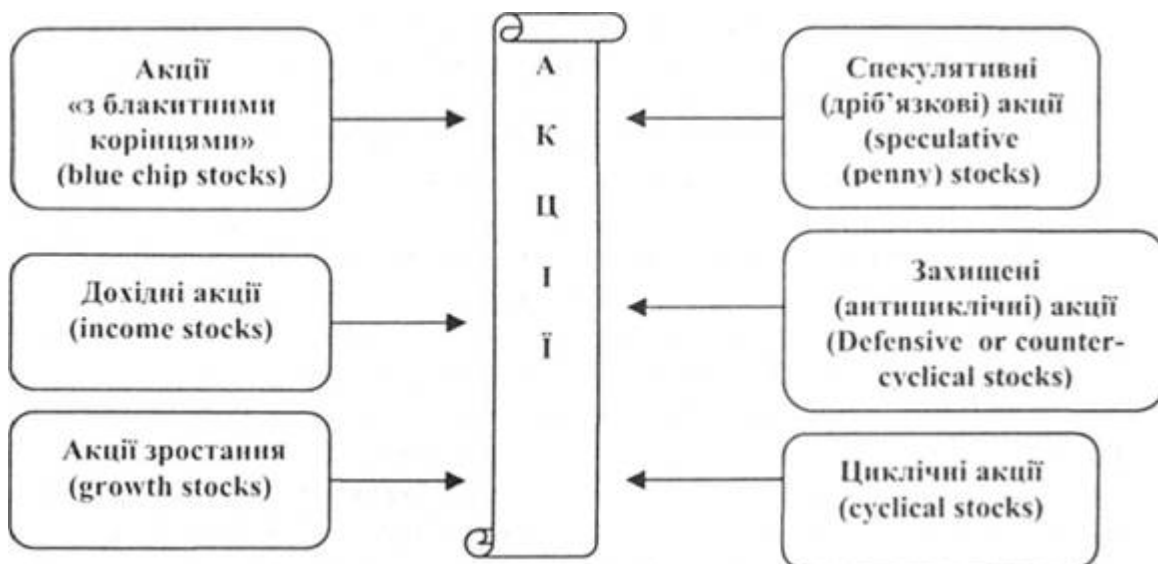 Акції
«з блакитними
корінцями»
(blue chip stocks)
Дохідні акції
(income stocks)
Акції зростання
(growth stocks)
А
К
Ц
І
Ї
Спекулятивні
(дріб’язкові) акції
(speculative
(penny) stocks)
Захищені
(антициклічні) акції
(Defensive or counter-
cyclical stocks)
Циклічні акції
(cyclical stocks)